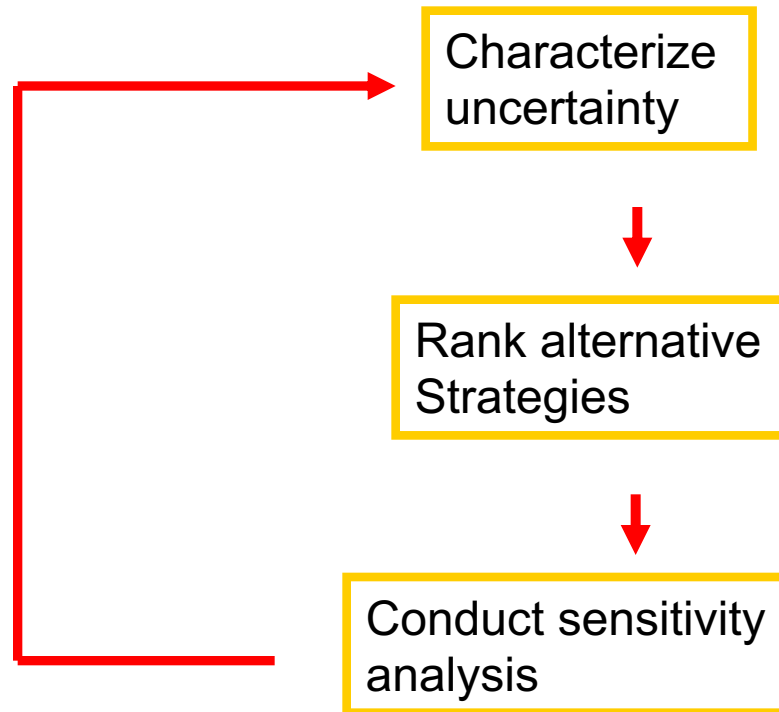 Characterize
uncertainty
Rank alternative
Strategies
Conduct sensitivity
analysis